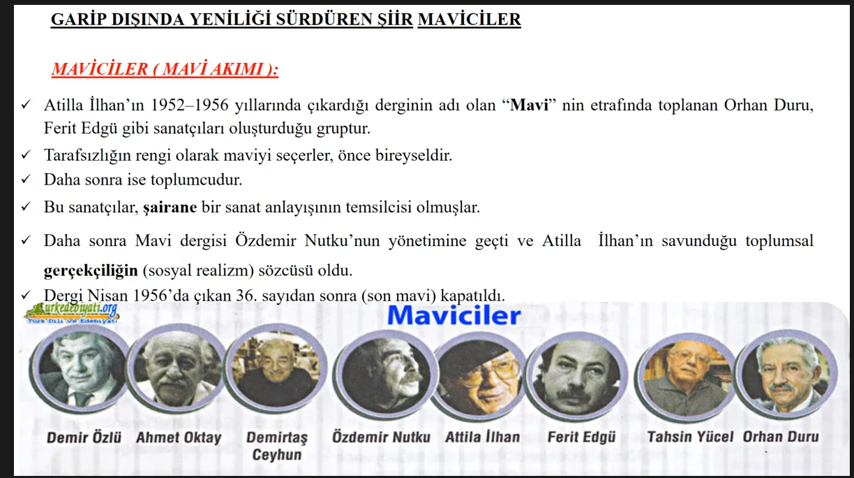 GARİP DIŞINDA YENİLİĞİ SÜRDÜREN ŞİİR MAVİCİLER
MAVİCİLER ( MAVİ AKIMI ):
✓ Atilla İlhan’ın 1952–1956 yıllarında çıkardığı derginin adı olan “Mavi” nin etrafında toplanan Orhan Duru,
Ferit Edgü gibi sanatçıları oluşturduğu gruptur.
✓ Tarafsızlığın rengi olarak maviyi seçerler, önce bireyseldir.
✓ Daha sonra ise toplumcudur.
✓ Bu sanatçılar, şairane bir sanat anlayışının temsilcisi olmuşlar.
✓ Daha sonra Mavi dergisi Özdemir Nutku’nun yönetimine geçti ve Atilla İlhan’ın savunduğu toplumsal
gerçekçiliğin (sosyal realizm) sözcüsü oldu.
✓ Dergi Nisan 1956’da çıkan 36. sayıdan sonra (son mavi) kapatıldı.
turkedebiyati.org
Türk Dili ve Edebiyatı
Maviciler
Demir Özlü Ahmet Oktay Demirtaş Özdemir Nutku Attila İlhan Ferit Edgü Tahsin Yücel Orhan Duru
Ceyhun